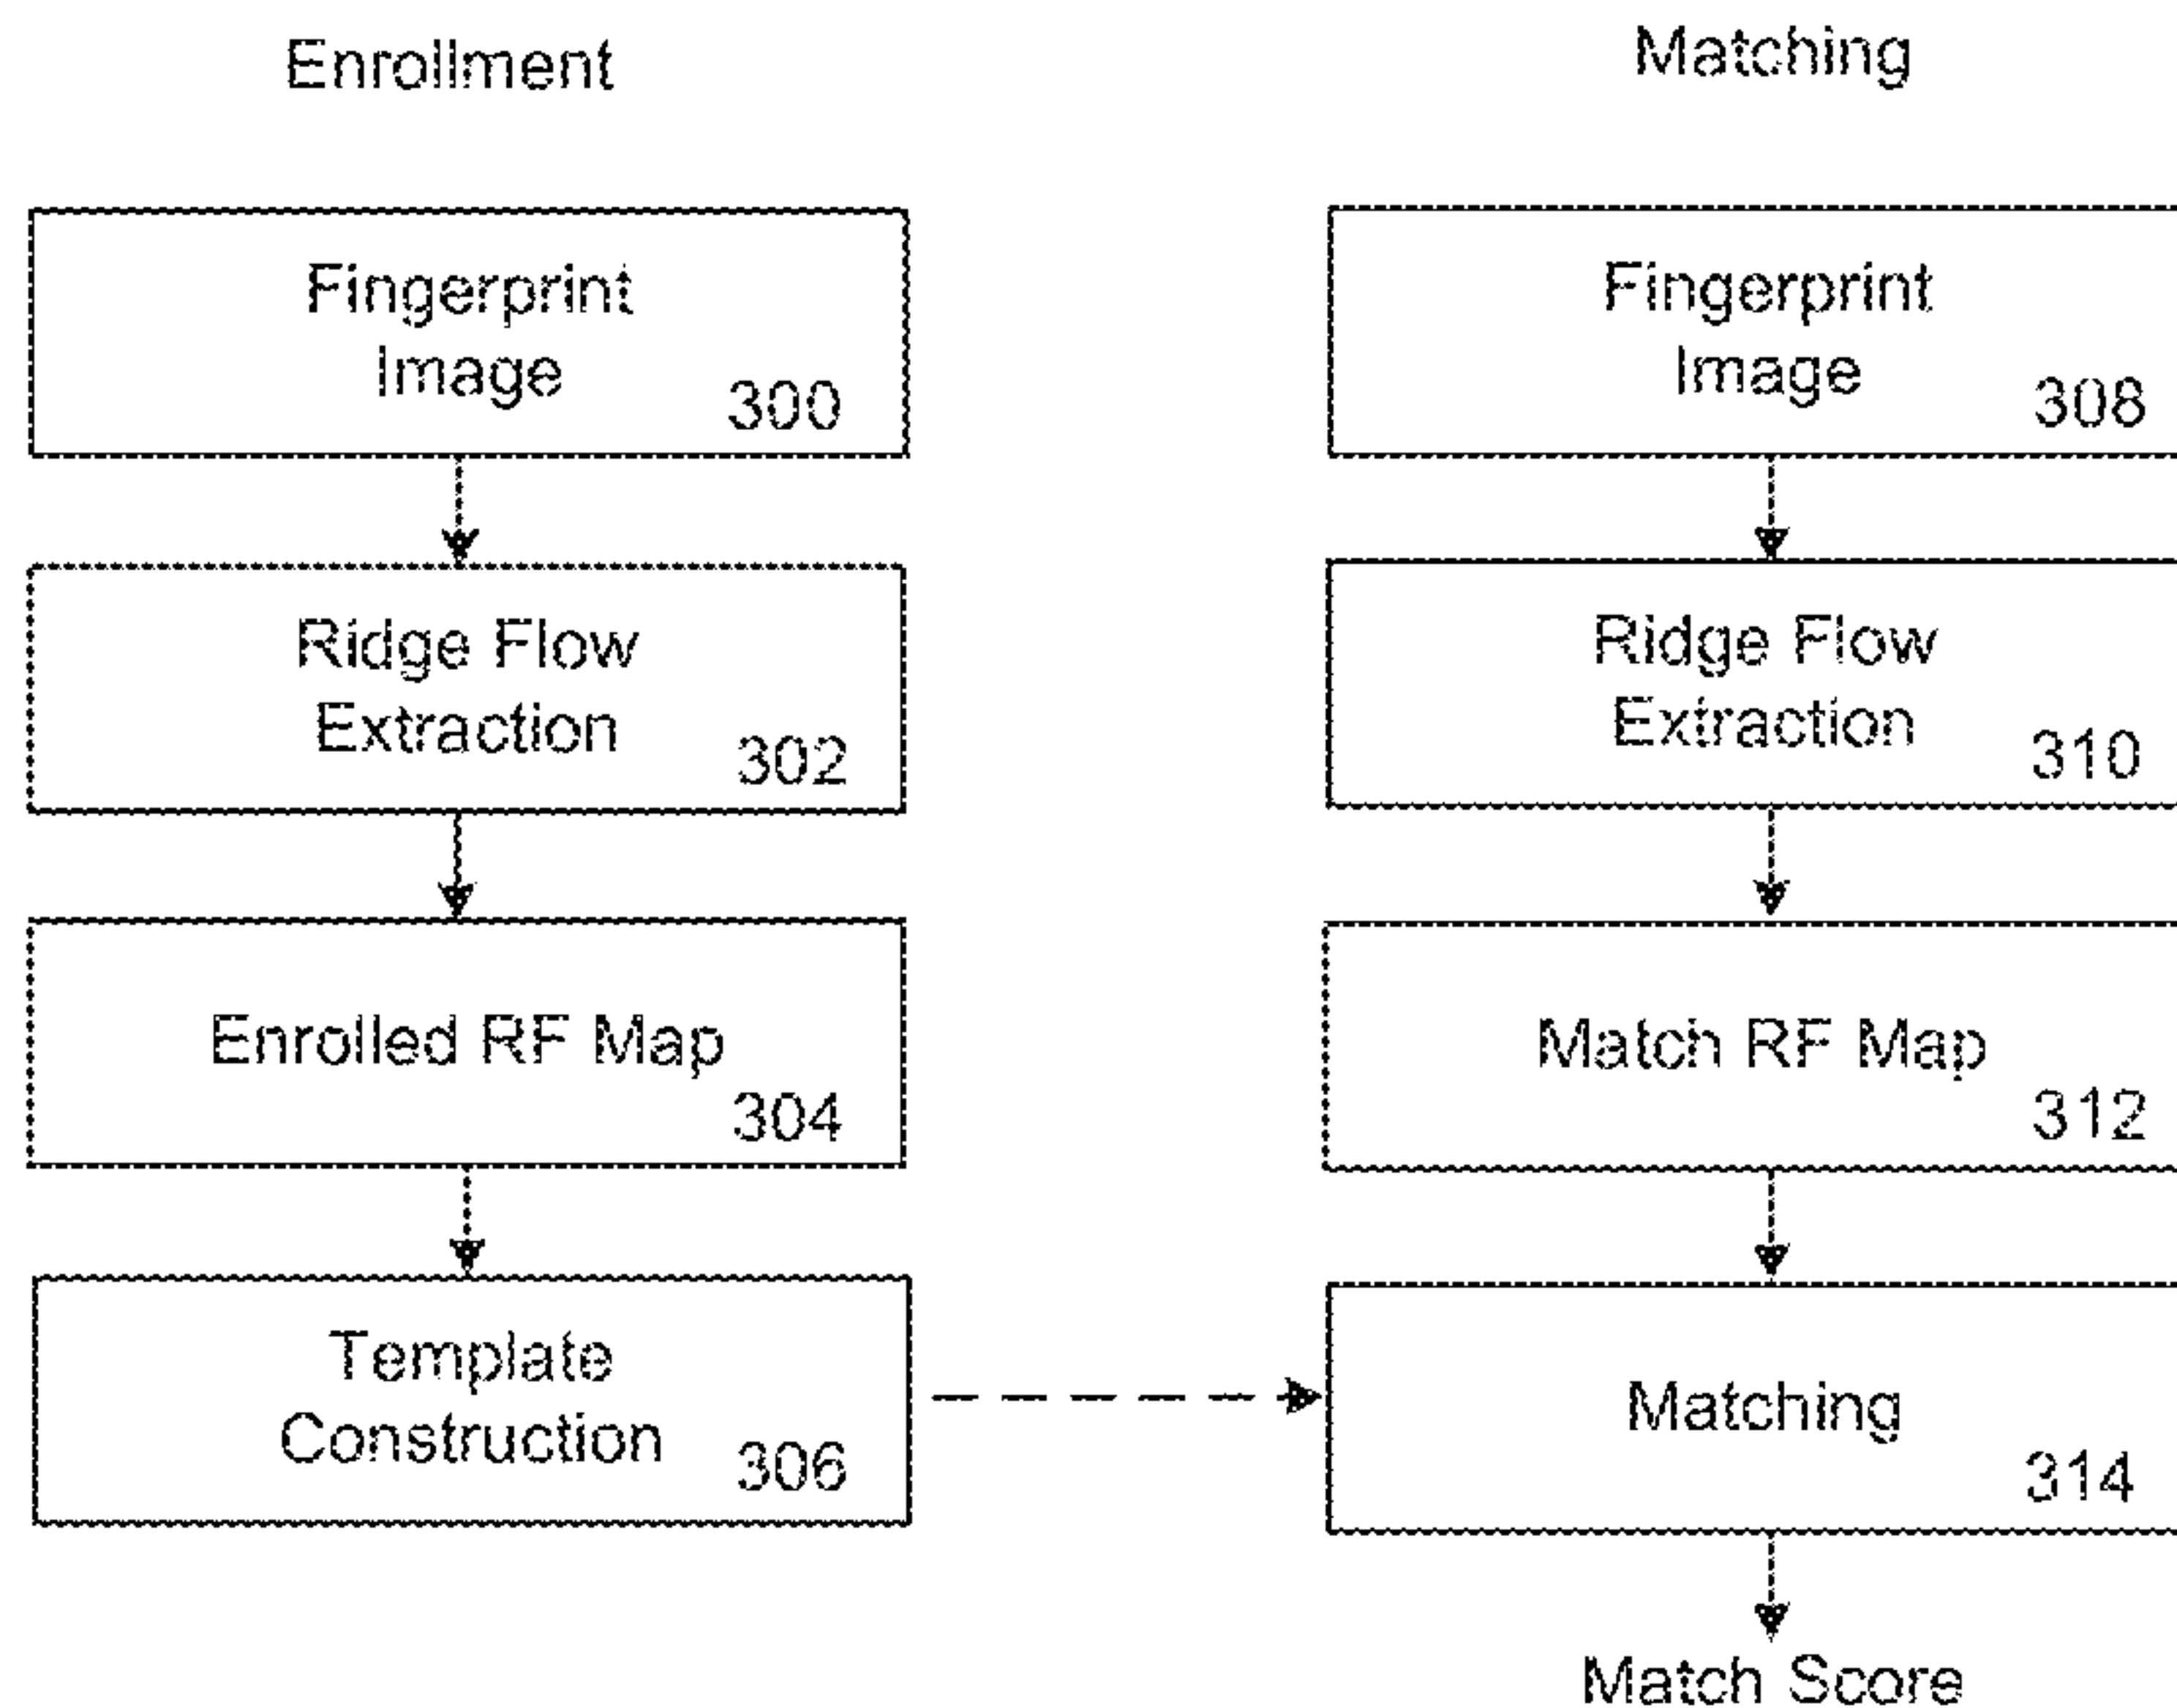 Enrollment
Fingerprint
Image
300
Ridge Flow
Extraction
302
Enrolled RF Map
304
Template
Construction
306
Matching
Fingerprint
Image
308
Ridge Flow
Extraction
310
Match RF Map
312
Matching
314
Match Score